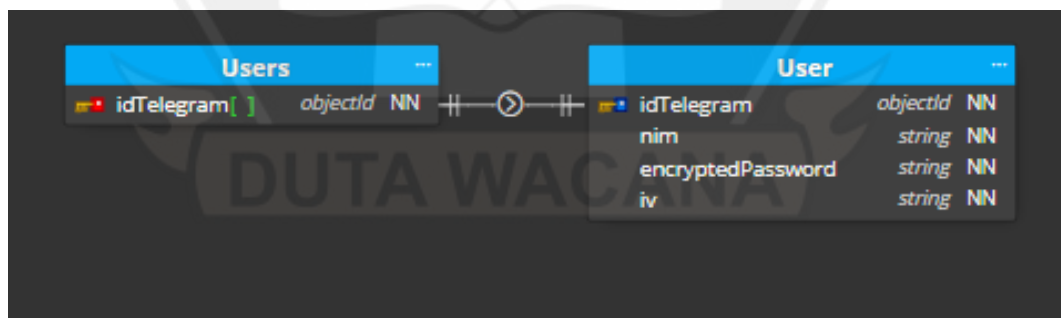 Users ...
idTelegram[ ] objectId NN
User ...
idTelegram objectId NN
nim string NN
encryptedPassword string NN
iv string NN
DUTA WACANA